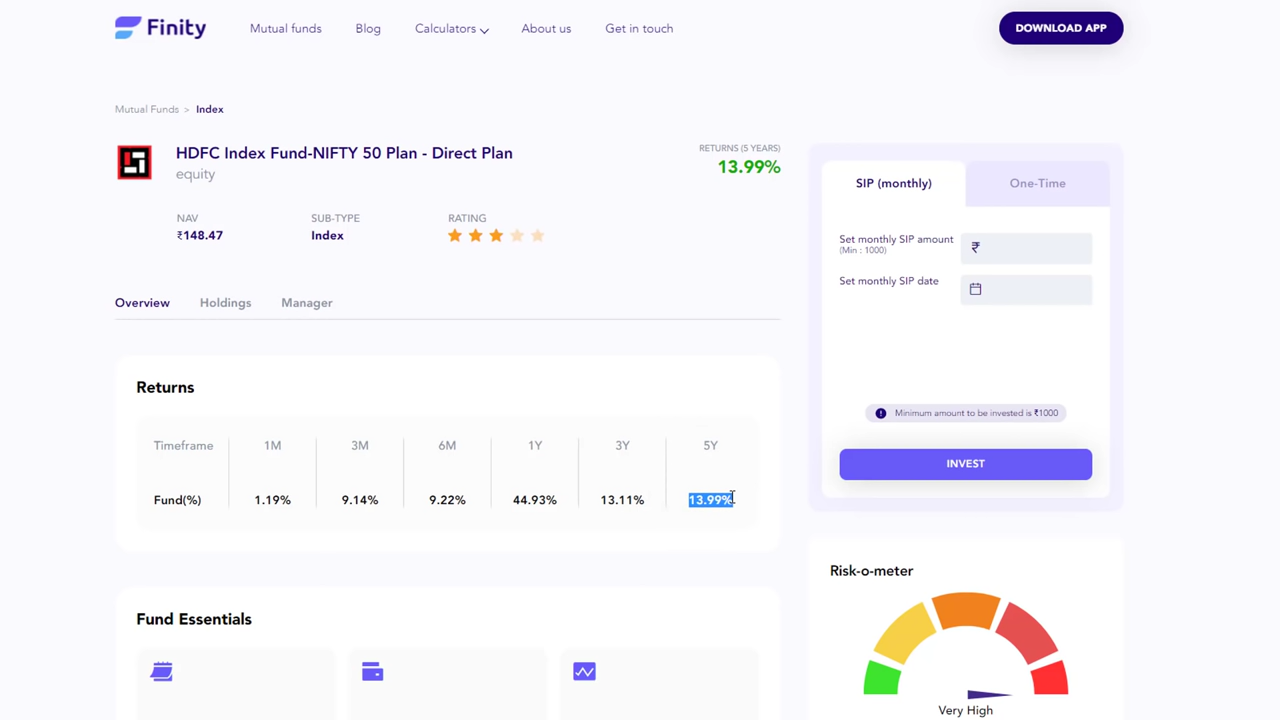 Finity
Mutual funds
Blog
Calculators
About us
Get in touch
DOWNLOAD APP
Mutual Funds > Index
HDFC Index Fund-NIFTY 50 Plan - Direct Plan
equity
RETURNS (5 YEARS)
13.99%
NAV
₹148.47
SUB-TYPE
Index
RATING
Overview
Holdings
Manager
Returns
Timeframe 1M 3M 6M 1Y 3Y 5Y
Fund(%) 1.19% 9.14% 9.22% 44.93% 13.11% 13.99%
Fund Essentials
SIP (monthly)
One-Time
Set monthly SIP amount
(Min : 1000)
₹
Set monthly SIP date
Minimum amount to be invested is ₹1000
INVEST
Risk-o-meter
Very High